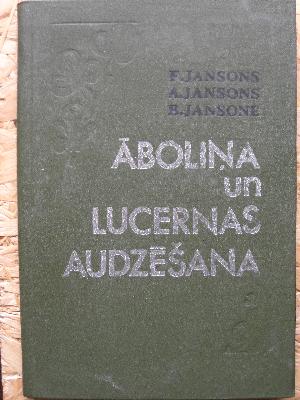 F. JANSONS
A. JANSONS
B. JANSONE
ĀBOLIŅA
un
LUCERNAS
AUDZĒŠANA